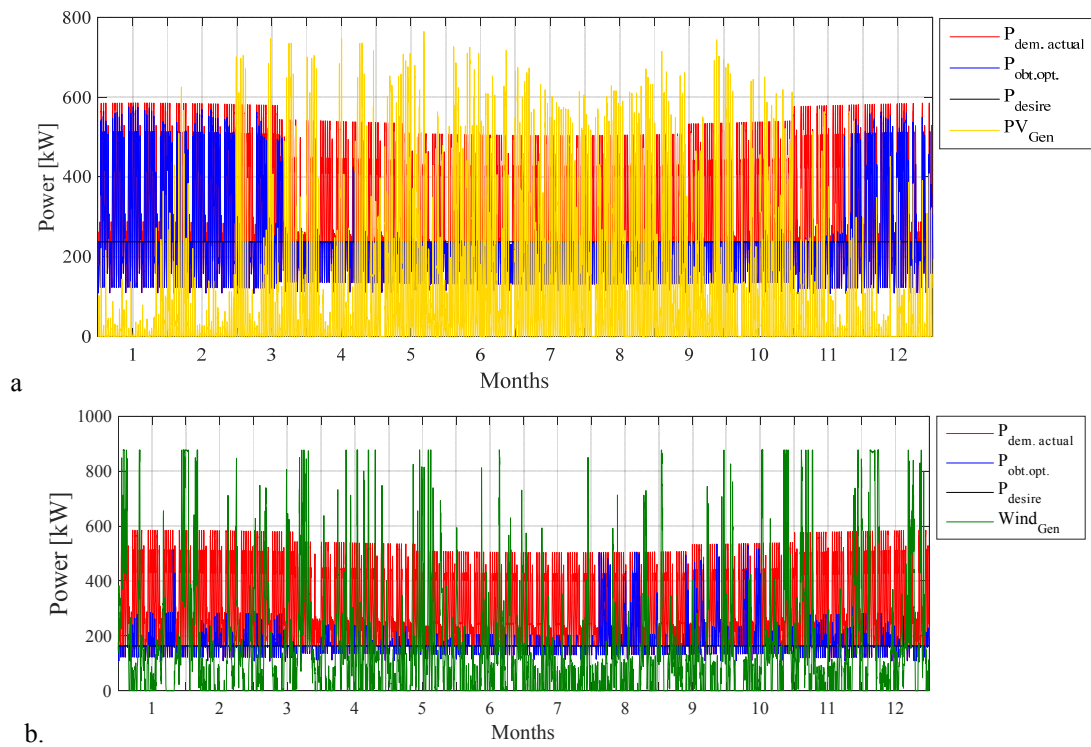 800
600
400
200
0
Power [kW]
1 2 3 4 5 6 7 8 9 10 11 12
Months
P dem. actual
P obt.opt.
P desire
PV Gen
a
1000
800
600
400
200
0
Power [kW]
1 2 3 4 5 6 7 8 9 10 11 12
Months
P dem. actual
P obt.opt.
P desire
Wind Gen
b.